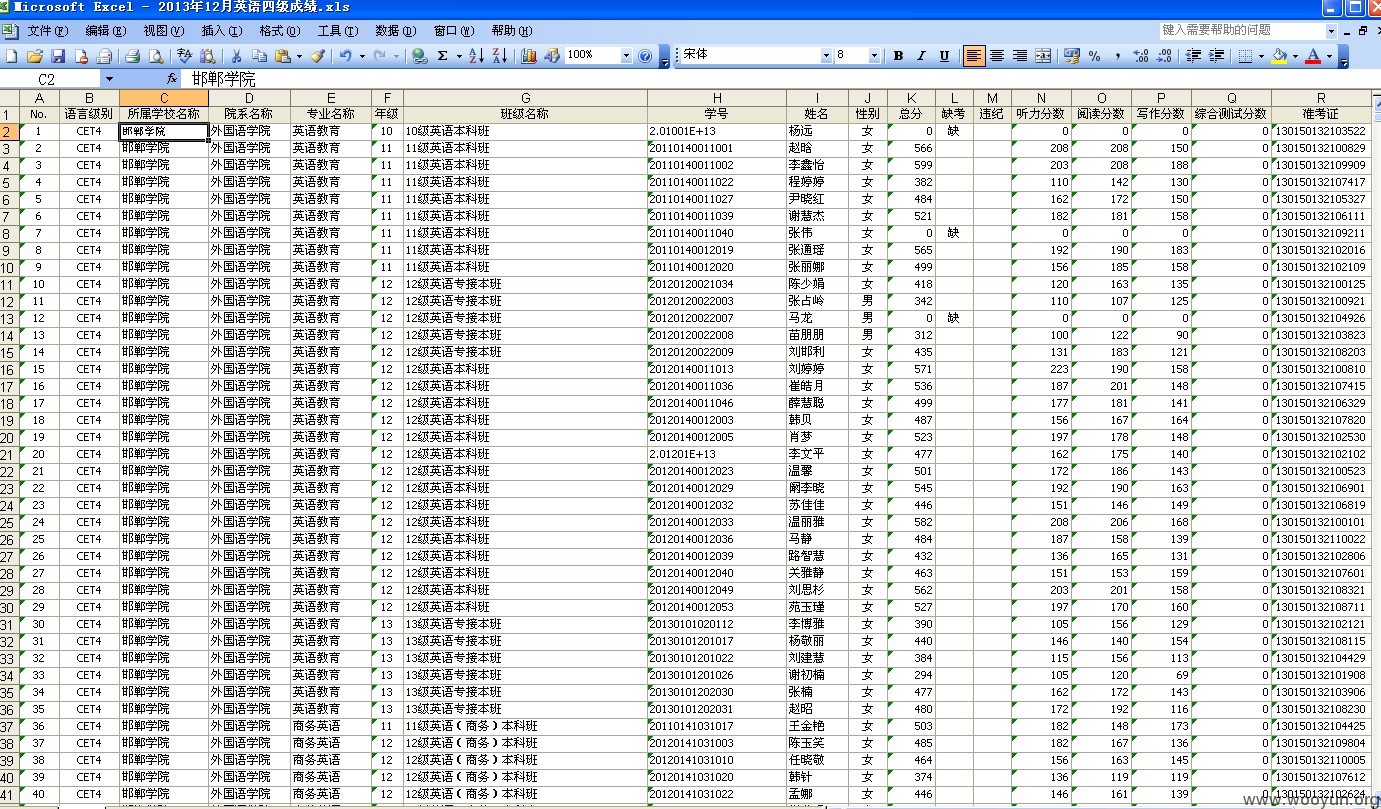 Microsoft Excel - 2013年12月英语四级成绩.xls
文件(F) 编辑(E) 视图(V) 插入(I) 格式(O) 工具(T) 数据(D) 窗口(W) 帮助(H) 键入需要帮助的问题
100% 宋体 8 B I U
C2 fx 邯郸学院
A B C D E F G H I J K L M N O P Q R
1 No. 语言级别 所属学校名称 院系名称 专业名称 年级 班级名称 学号 姓名 性别 总分 缺考 违纪 听力分数 阅读分数 写作分数 综合测试分数 准考证
2 1 CET4 邯郸学院 外国语学院 英语教育 10 10级英语本科班 2.01001E+13 杨远 女 0 缺 0 0 0 0 130150132103522
3 2 CET4 邯郸学院 外国语学院 英语教育 11 11级英语本科班 20110140011001 赵晗 女 566 208 208 150 0 130150132100829
4 3 CET4 邯郸学院 外国语学院 英语教育 11 11级英语本科班 20110140011002 李鑫怡 女 599 203 208 188 0 130150132109909
5 4 CET4 邯郸学院 外国语学院 英语教育 11 11级英语本科班 20110140011022 程婷婷 女 382 110 142 130 0 130150132107417
6 5 CET4 邯郸学院 外国语学院 英语教育 11 11级英语本科班 20110140011027 尹晓红 女 484 162 172 150 0 130150132105327
7 6 CET4 邯郸学院 外国语学院 英语教育 11 11级英语本科班 20110140011039 谢慧杰 女 521 182 181 158 0 130150132106111
8 7 CET4 邯郸学院 外国语学院 英语教育 11 11级英语本科班 20110140011040 张伟 女 0 缺 0 0 0 0 130150132109211
9 8 CET4 邯郸学院 外国语学院 英语教育 11 11级英语本科班 20110140012019 张通瑶 女 565 192 190 183 0 130150132102016
10 9 CET4 邯郸学院 外国语学院 英语教育 11 11级英语本科班 20110140012020 张丽娜 女 499 156 185 158 0 130150132102109
11 10 CET4 邯郸学院 外国语学院 英语教育 12 12级英语专接本班 20120120021034 陈少娟 女 418 120 163 135 0 130150132100125
12 11 CET4 邯郸学院 外国语学院 英语教育 12 12级英语专接本班 20120120022003 张占岭 男 342 110 107 125 0 130150132100921
13 12 CET4 邯郸学院 外国语学院 英语教育 12 12级英语专接本班 20120120022007 马龙 男 0 缺 0 0 0 0 130150132104926
14 13 CET4 邯郸学院 外国语学院 英语教育 12 12级英语专接本班 20120120022008 苗朋朋 男 312 100 122 90 0 130150132103823
15 14 CET4 邯郸学院 外国语学院 英语教育 12 12级英语专接本班 20120120022009 刘邯利 女 435 131 183 121 0 130150132108203
16 15 CET4 邯郸学院 外国语学院 英语教育 12 12级英语本科班 20120140011013 刘婷婷 女 571 223 190 158 0 130150132100810
17 16 CET4 邯郸学院 外国语学院 英语教育 12 12级英语本科班 20120140011036 崔皓月 女 536 187 201 148 0 130150132107415
18 17 CET4 邯郸学院 外国语学院 英语教育 12 12级英语本科班 20120140011046 薛慧聪 女 499 177 181 141 0 130150132106329
19 18 CET4 邯郸学院 外国语学院 英语教育 12 12级英语本科班 20120140012003 韩贝 女 487 156 167 164 0 130150132107820
20 19 CET4 邯郸学院 外国语学院 英语教育 12 12级英语本科班 20120140012005 肖梦 女 523 197 178 148 0 130150132102530
21 20 CET4 邯郸学院 外国语学院 英语教育 12 12级英语本科班 2.01201E+13 李文平 女 477 162 175 140 0 130150132102102
22 21 CET4 邯郸学院 外国语学院 英语教育 12 12级英语本科班 20120140012023 温馨 女 501 172 186 143 0 130150132100523
23 22 CET4 邯郸学院 外国语学院 英语教育 12 12级英语本科班 20120140012029 阚李晓 女 545 192 190 163 0 130150132106901
24 23 CET4 邯郸学院 外国语学院 英语教育 12 12级英语本科班 20120140012032 苏佳佳 女 446 151 146 149 0 130150132106819
25 24 CET4 邯郸学院 外国语学院 英语教育 12 12级英语本科班 20120140012033 温丽雅 女 582 208 206 168 0 130150132100101
26 25 CET4 邯郸学院 外国语学院 英语教育 12 12级英语本科班 20120140012036 马静 女 484 187 158 139 0 130150132110022
27 26 CET4 邯郸学院 外国语学院 英语教育 12 12级英语本科班 20120140012039 路智慧 女 432 136 165 131 0 130150132102806
28 27 CET4 邯郸学院 外国语学院 英语教育 12 12级英语本科班 20120140012040 关雅静 女 463 151 153 159 0 130150132107601
29 28 CET4 邯郸学院 外国语学院 英语教育 12 12级英语本科班 20120140012049 刘思杉 女 562 203 201 158 0 130150132108321
30 29 CET4 邯郸学院 外国语学院 英语教育 12 12级英语本科班 20120140012053 苑玉瑾 女 527 197 170 160 0 130150132108711
31 30 CET4 邯郸学院 外国语学院 英语教育 13 13级英语专接本班 20130101020112 李博雅 女 390 105 156 129 0 130150132102121
32 31 CET4 邯郸学院 外国语学院 英语教育 13 13级英语专接本班 20130101201017 杨敬丽 女 440 146 140 154 0 130150132108115
33 32 CET4 邯郸学院 外国语学院 英语教育 13 13级英语专接本班 20130101201022 刘建慧 女 384 115 156 113 0 130150132104429
34 33 CET4 邯郸学院 外国语学院 英语教育 13 13级英语专接本班 20130101201026 谢初楠 女 294 105 120 69 0 130150132101908
35 34 CET4 邯郸学院 外国语学院 英语教育 13 13级英语专接本班 20130101202030 张楠 女 477 162 172 143 0 130150132103906
36 35 CET4 邯郸学院 外国语学院 英语教育 13 13级英语专接本班 20130101202031 赵昭 女 480 172 192 116 0 130150132108230
37 36 CET4 邯郸学院 外国语学院 商务英语 11 11级英语（商务）本科班 20110141031017 王金艳 女 503 182 148 173 0 130150132104425
38 37 CET4 邯郸学院 外国语学院 商务英语 12 12级英语（商务）本科班 20120141031003 陈玉笑 女 485 182 167 136 0 130150132109804
39 38 CET4 邯郸学院 外国语学院 商务英语 12 12级英语（商务）本科班 20120141031010 任晓敬 女 464 156 163 145 0 130150132110005
40 39 CET4 邯郸学院 外国语学院 商务英语 12 12级英语（商务）本科班 20120141031020 韩针 女 374 136 119 119 0 130150132107612
41 40 CET4 邯郸学院 外国语学院 商务英语 12 12级英语（商务）本科班 20120141031022 孟娜 女 446 146 161 139 0 130150132102624
www.wooyun.org